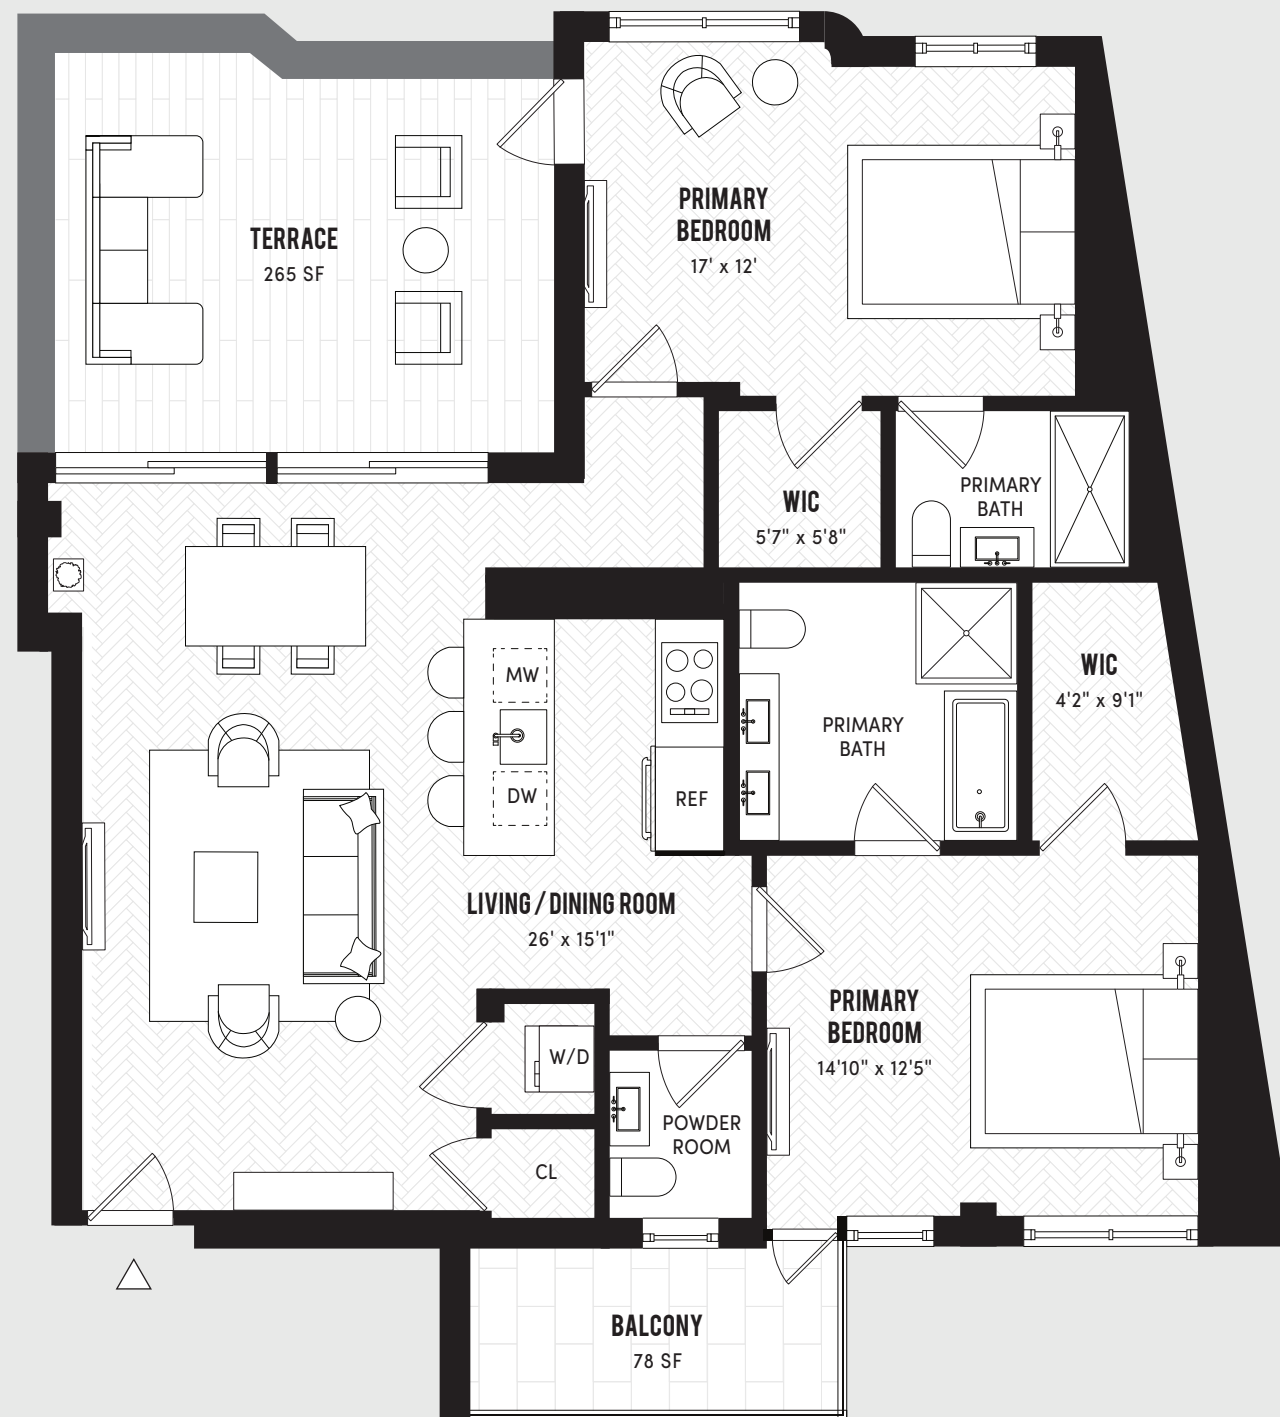 PRIMARY
BEDROOM
17' x 12'
TERRACE
265 SF
WIC
5'7" x 5'8"
PRIMARY
BATH
MW
DW
REF
PRIMARY
BATH
WIC
4'2" x 9'1"
LIVING / DINING ROOM
26' x 15'1"
PRIMARY
BEDROOM
14'10" x 12'5"
W/D
CL
POWDER
ROOM
BALCONY
78 SF